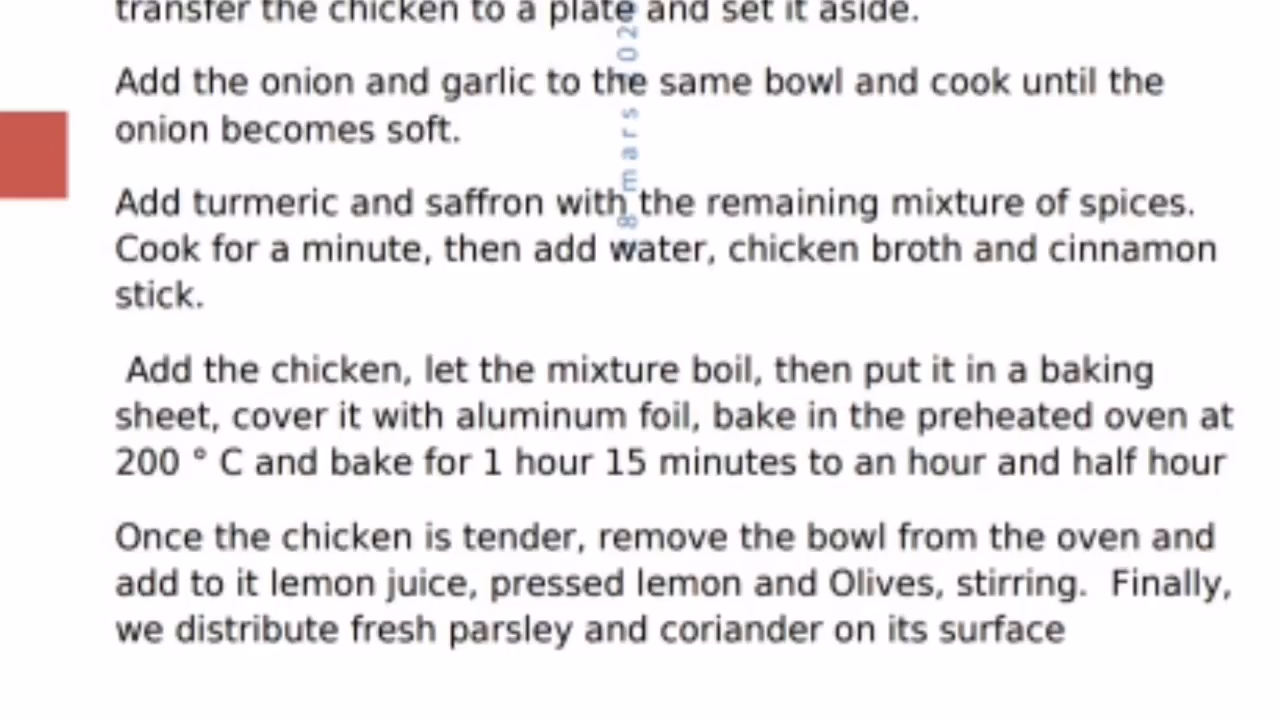 transfer the chicken to a plate and set it aside.
Add the onion and garlic to the same bowl and cook until the
onion becomes soft.
Add turmeric and saffron with the remaining mixture of spices.
Cook for a minute, then add water, chicken broth and cinnamon
stick.
Add the chicken, let the mixture boil, then put it in a baking
sheet, cover it with aluminum foil, bake in the preheated oven at
200 ° C and bake for 1 hour 15 minutes to an hour and half hour
Once the chicken is tender, remove the bowl from the oven and
add to it lemon juice, pressed lemon and Olives, stirring.  Finally,
we distribute fresh parsley and coriander on its surface
mars